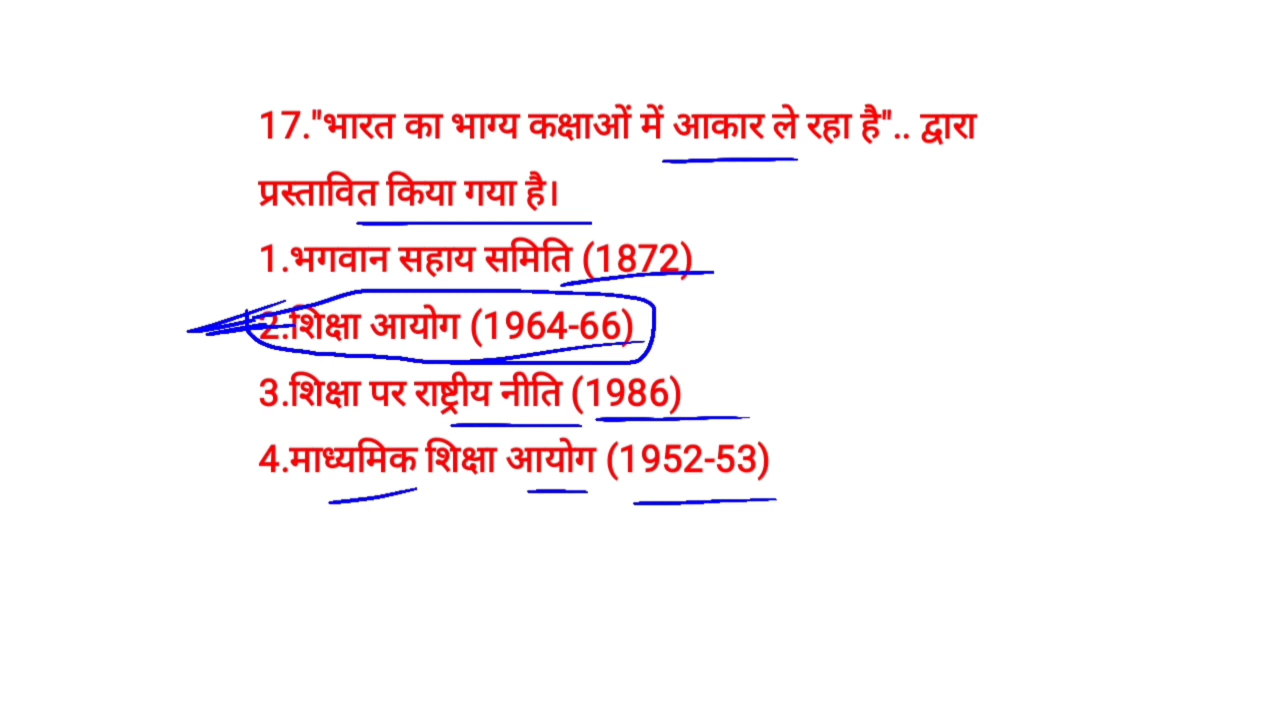 17."भारत का भाग्य कक्षाओं में आकार ले रहा है".. द्वारा
प्रस्तावित किया गया है।
1.भगवान सहाय समिति (1872)
2.शिक्षा आयोग (1964-66)
3.शिक्षा पर राष्ट्रीय नीति (1986)
4.माध्यमिक शिक्षा आयोग (1952-53)